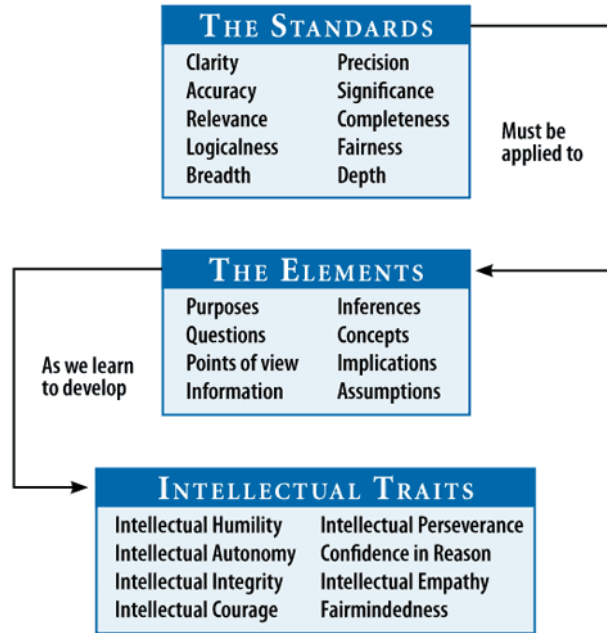 THE STANDARDS
Clarity
Accuracy
Relevance
Logicalness
Breadth
Precision
Significance
Completeness
Fairness
Depth
Must be
applied to
THE ELEMENTS
Purposes
Questions
Points of view
Information
Inferences
Concepts
Implications
Assumptions
As we learn
to develop
INTELLECTUAL TRAITS
Intellectual Humility
Intellectual Autonomy
Intellectual Integrity
Intellectual Courage
Intellectual Perseverance
Confidence in Reason
Intellectual Empathy
Fairmindedness